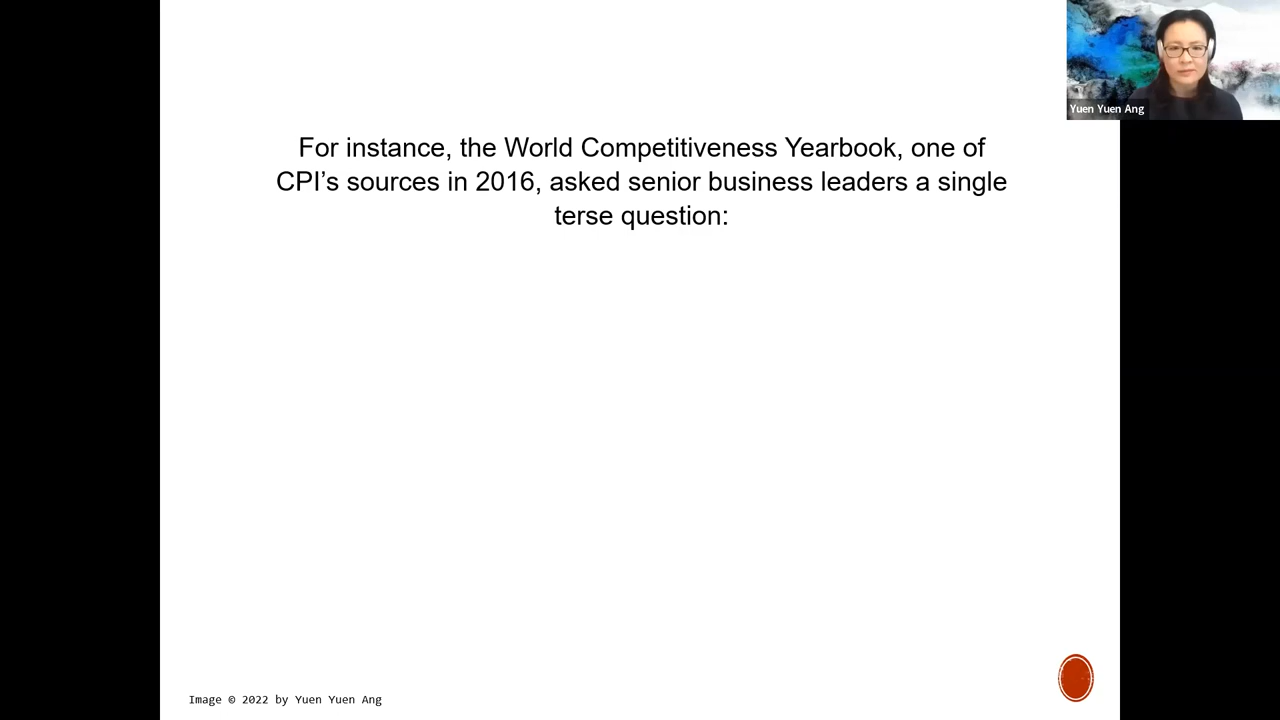 Yuen Yuen Ang
For instance, the World Competitiveness Yearbook, one of
CPI’s sources in 2016, asked senior business leaders a single
terse question:
Image © 2022 by Yuen Yuen Ang